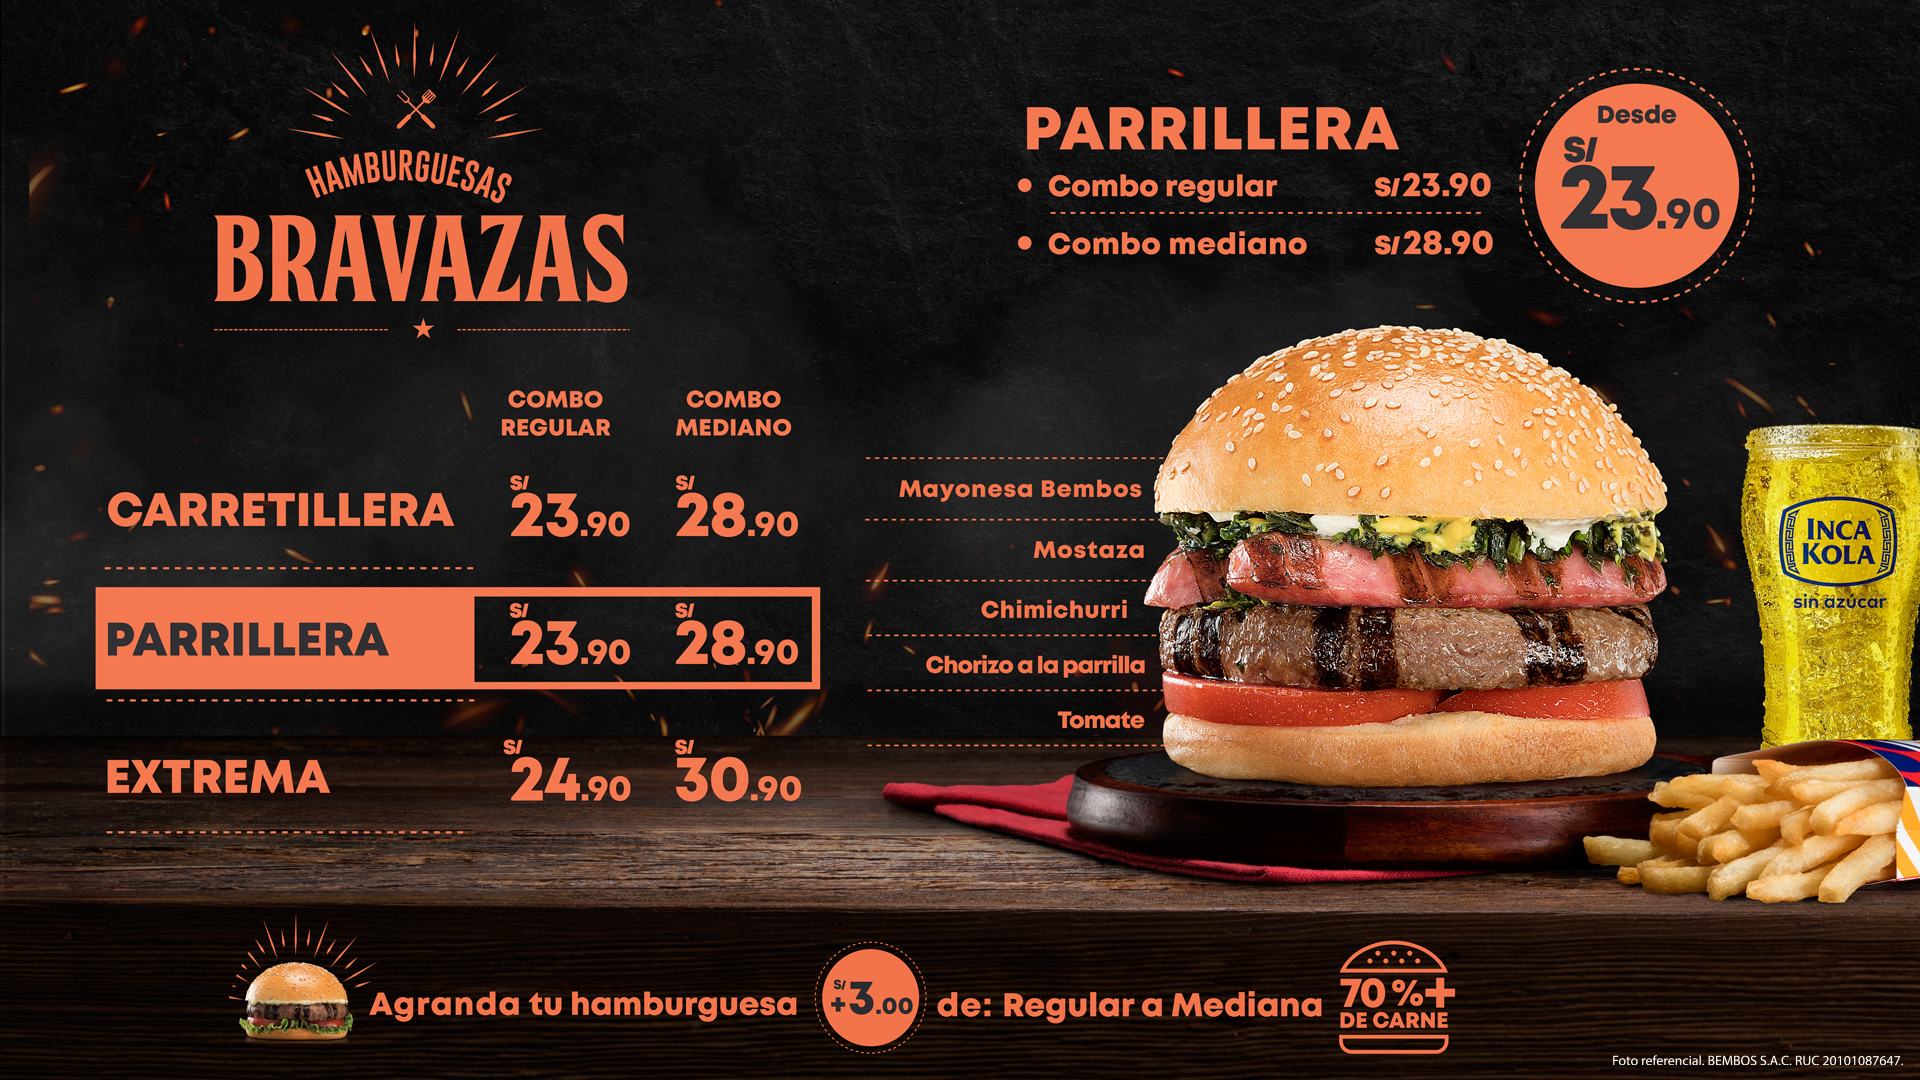 HAMBURGUESAS
BRAVAZAS
COMBO REGULAR
COMBO MEDIANO
CARRETILLERA S/ 23.90 S/ 28.90
PARRILLERA S/ 23.90 S/ 28.90
EXTREMA S/ 24.90 S/ 30.90
PARRILLERA
• Combo regular S/23.90
• Combo mediano S/28.90
Desde
S/
23.90
Mayonesa Bembos
Mostaza
Chimichurri
Chorizo a la parrilla
Tomate
INCA
KOLA
sin azúcar
Agranda tu hamburguesa S/ +3.00 de: Regular a Mediana
70%+
DE CARNE
Foto referencial. BEMBOS S.A.C. RUC 20101087647.